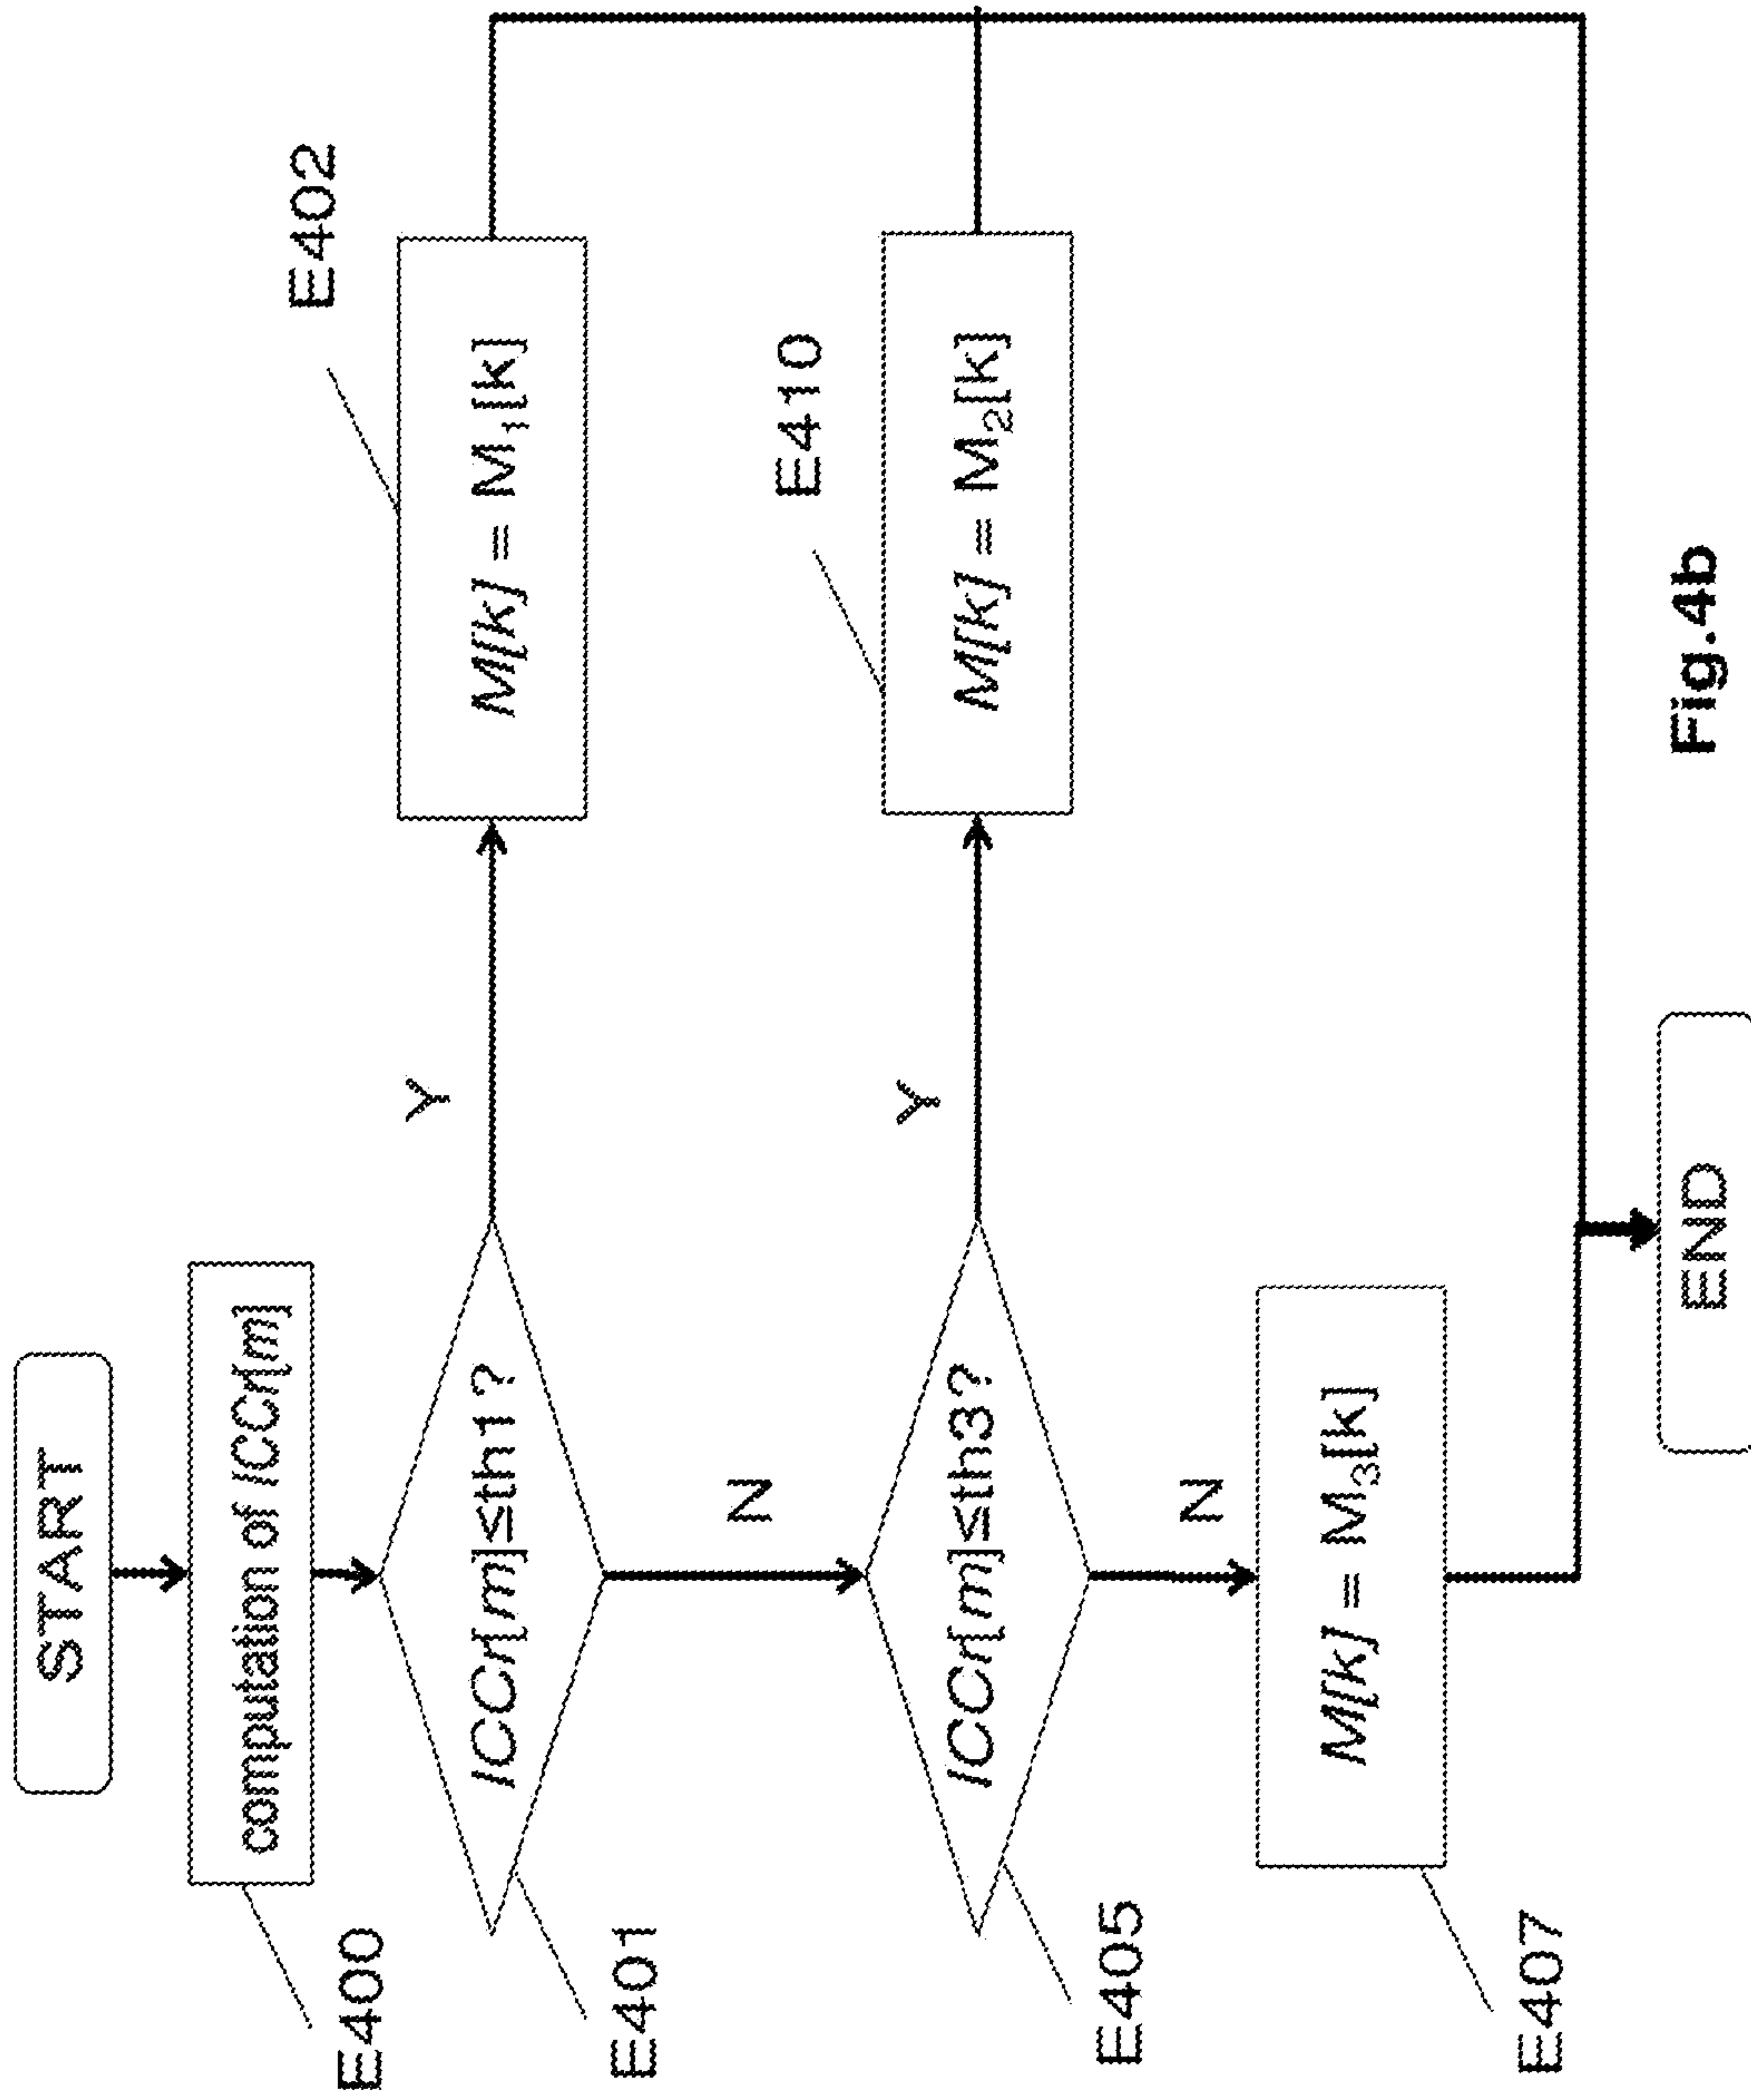 START
computation of ICCr[m]
E400
ICCr[m]≤th1?
E401
Y
M[k] = M₁[k]
E402
N
ICCr[m]≤th3?
E405
Y
M[k] = M₂[k]
E410
N
M[k] = M₃[k]
E407
END
Fig.4b